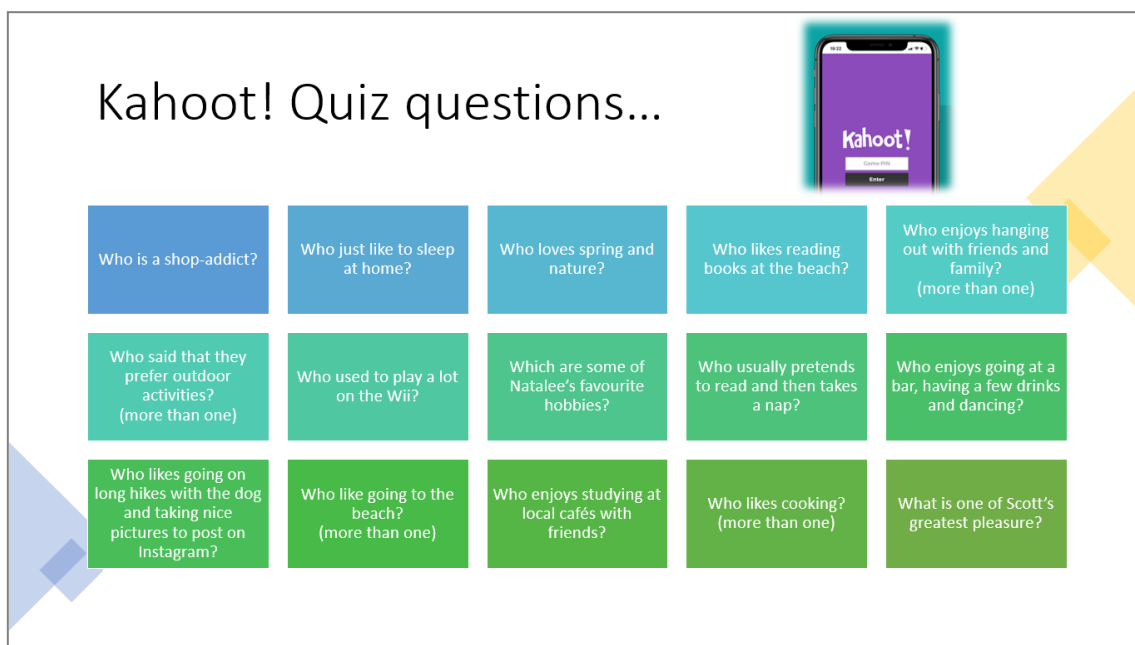 Kahoot! Quiz questions...
19:22
Kahoot!
Game PIN
Enter
Who is a shop-addict?
Who just like to sleep
at home?
Who loves spring and
nature?
Who likes reading
books at the beach?
Who enjoys hanging
out with friends and
family?
(more than one)
Who said that they
prefer outdoor
activities?
(more than one)
Who used to play a lot
on the Wii?
Which are some of
Natalee's favourite
hobbies?
Who usually pretends
to read and then takes
a nap?
Who enjoys going at a
bar, having a few drinks
and dancing?
Who likes going on
long hikes with the dog
and taking nice
pictures to post on
Instagram?
Who like going to the
beach?
(more than one)
Who enjoys studying at
local cafés with
friends?
Who likes cooking?
(more than one)
What is one of Scott's
greatest pleasure?